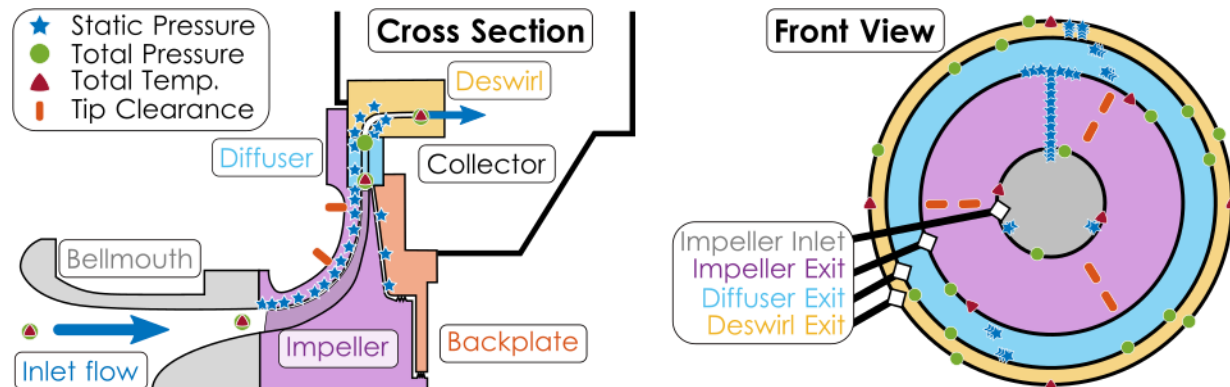 Static Pressure
Total Pressure
Total Temp.
Tip Clearance
Cross Section
Deswirl
Diffuser
Collector
Bellmouth
Inlet flow
Impeller
Backplate
Front View
Impeller Inlet
Impeller Exit
Diffuser Exit
Deswirl Exit